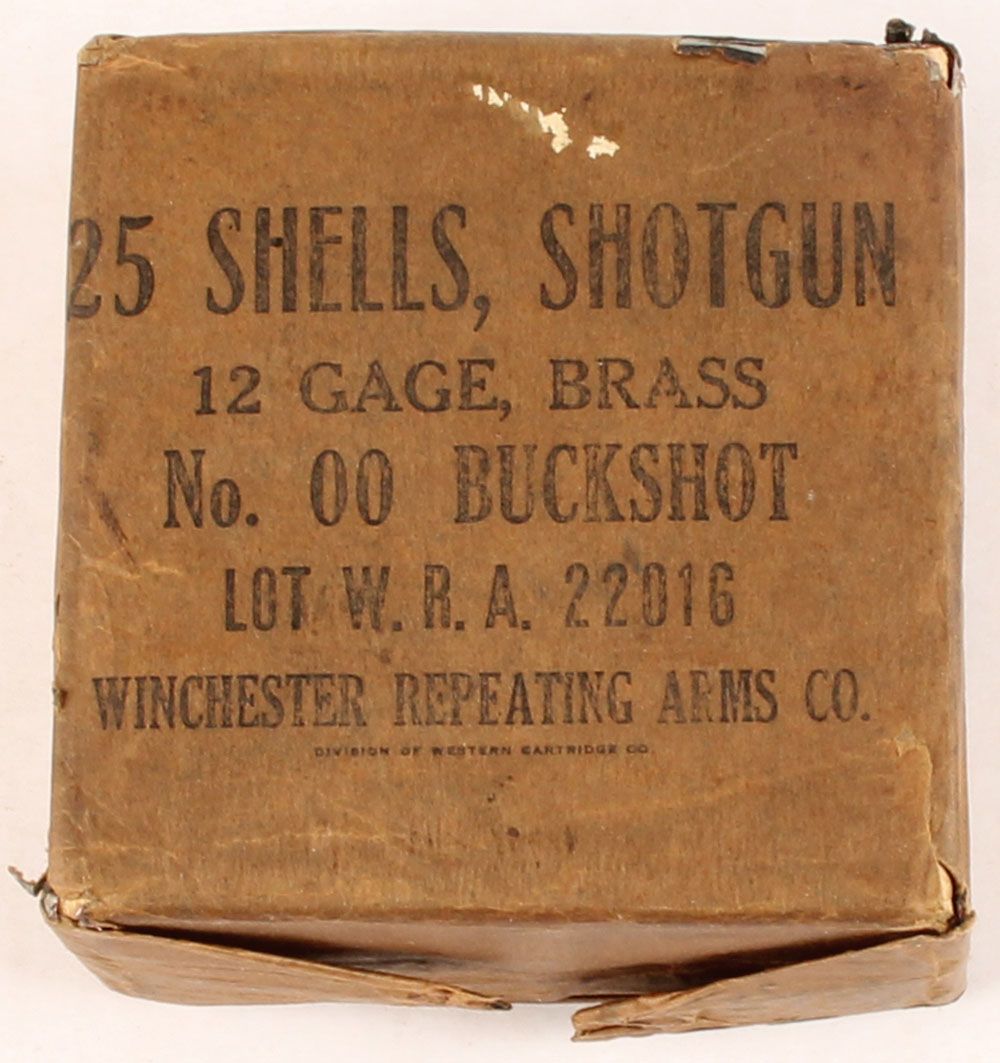 25 SHELLS, SHOTGUN
12 GAGE, BRASS
No. 00 BUCKSHOT
LOT W. R. A. 22016
WINCHESTER REPEATING ARMS CO.
DIVISION OF WESTERN CARTRIDGE CO.